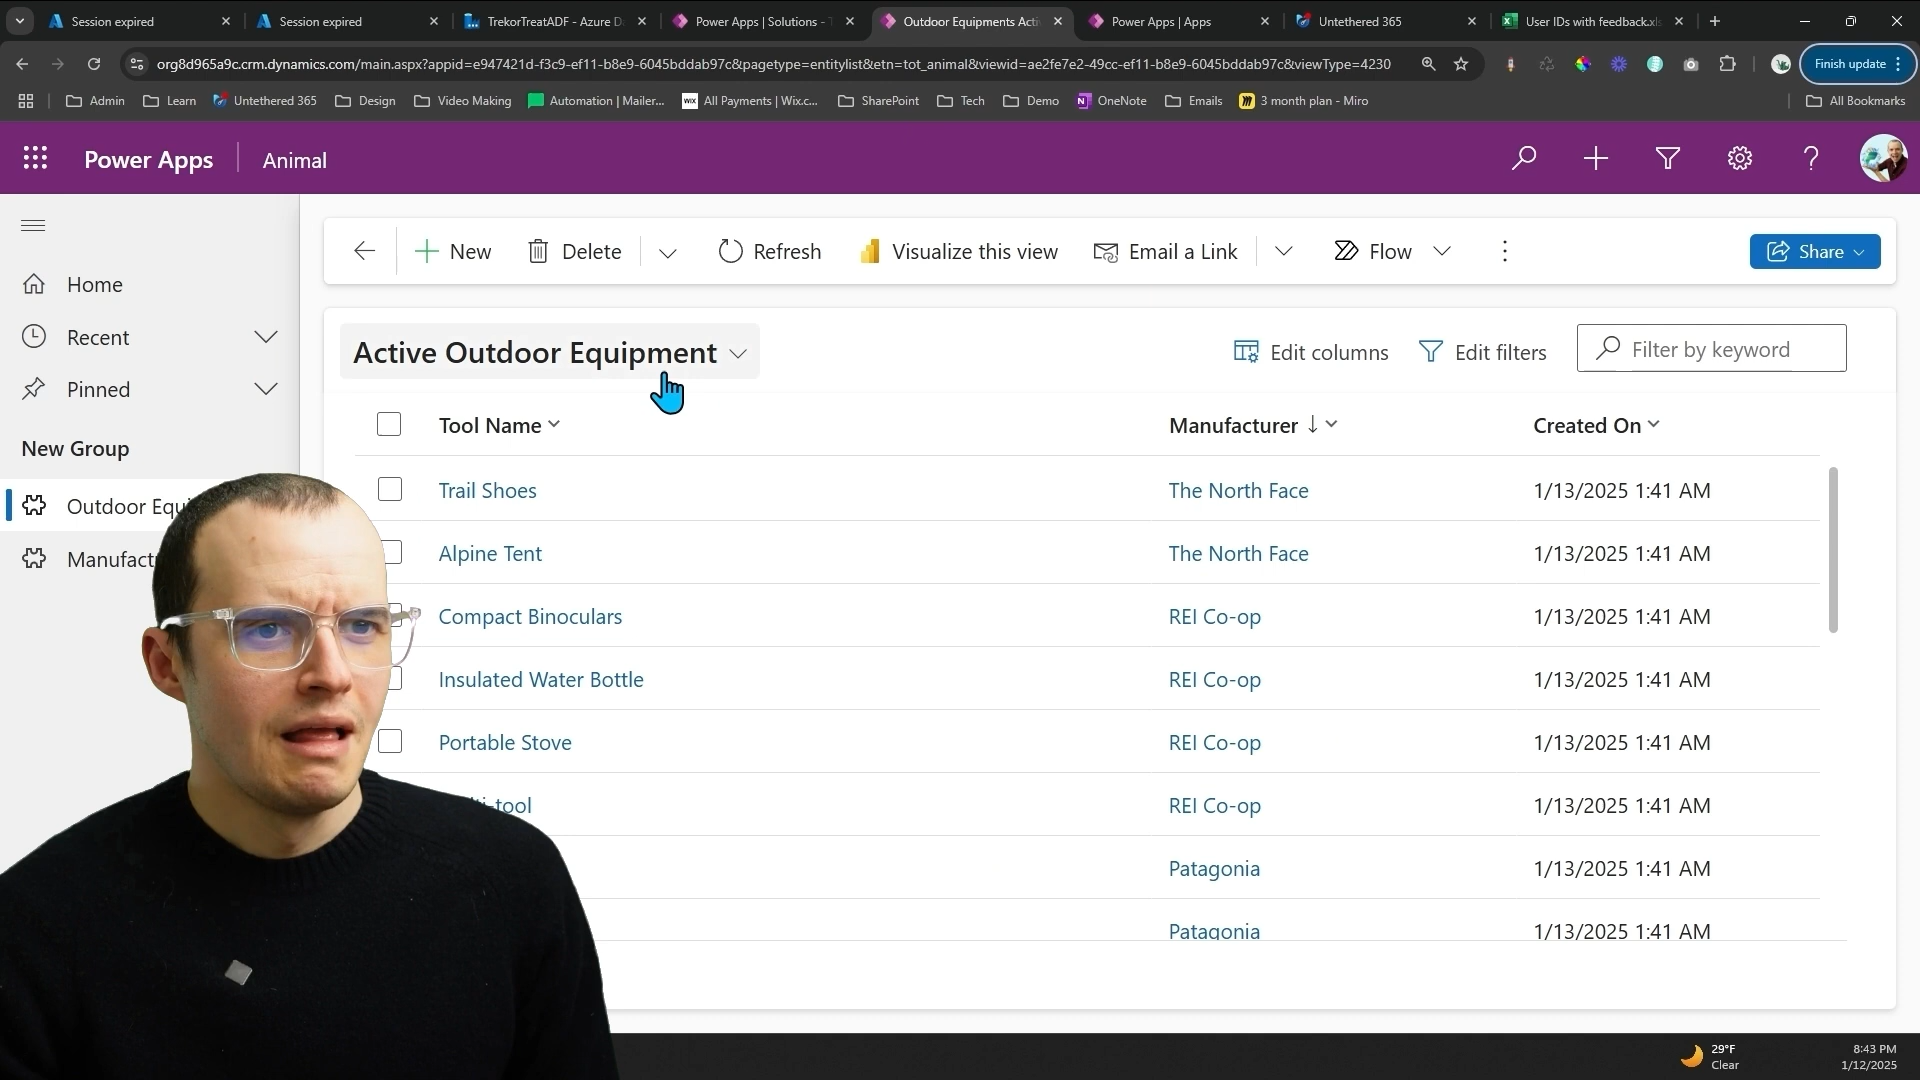 Session expired
Session expired
TrekorTreatADF - Azure D
Power Apps | Solutions - T
Outdoor Equipments Acti
Power Apps | Apps
Untethered 365
User IDs with feedback.xls
org8d965a9c.crm.dynamics.com/main.aspx?appid=e947421d-f3c9-ef11-b8e9-6045bddab97c&pagetype=entitylist&etn=tot_animal&viewid=ae2fe7e2-49cc-ef11-b8e9-6045bddab97c&viewType=4230
Finish update
Admin
Learn
Untethered 365
Design
Video Making
Automation | Mailer...
WIX
All Payments | Wix.c...
SharePoint
Tech
Demo
OneNote
Emails
3 month plan - Miro
All Bookmarks
Power Apps
Animal
Home
Recent
Pinned
New Group
Outdoor Equi
Manufact
New
Delete
Refresh
Visualize this view
Email a Link
Flow
Share
Active Outdoor Equipment
Edit columns
Edit filters
Filter by keyword
Tool Name Manufacturer Created On
Trail Shoes The North Face 1/13/2025 1:41 AM
Alpine Tent The North Face 1/13/2025 1:41 AM
Compact Binoculars REI Co-op 1/13/2025 1:41 AM
Insulated Water Bottle REI Co-op 1/13/2025 1:41 AM
Portable Stove REI Co-op 1/13/2025 1:41 AM
ti-tool REI Co-op 1/13/2025 1:41 AM
Patagonia 1/13/2025 1:41 AM
Patagonia 1/13/2025 1:41 AM
29°F
Clear
8:43 PM
1/12/2025